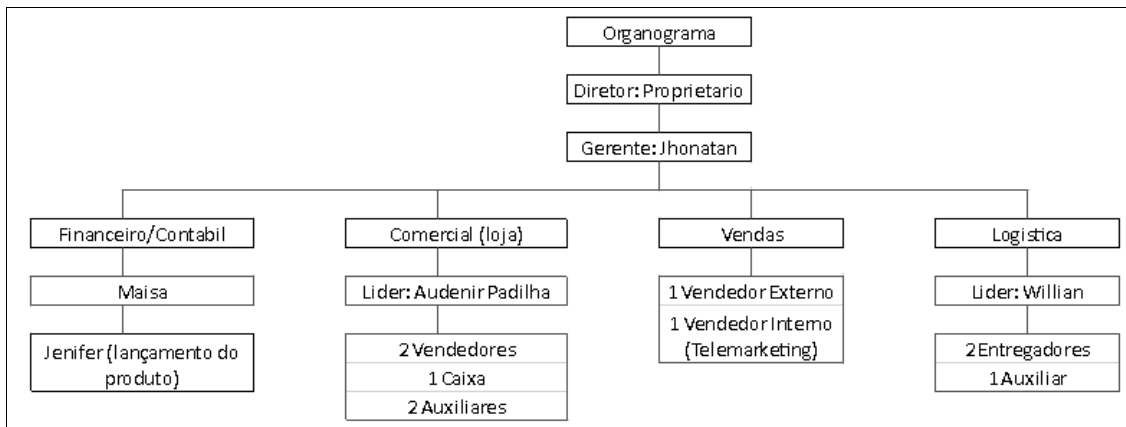 Organograma
Diretor: Proprietario
Gerente: Jhonatan
Financeiro/Contabil
Maisa
Jenifer (lançamento do
produto)
Comercial (loja)
Lider: Audenir Padilha
2 Vendedores
1 Caixa
2 Auxiliares
Vendas
1 Vendedor Externo
1 Vendedor Interno
(Telemarketing)
Logistica
Lider: Willian
2 Entregadores
1 Auxiliar